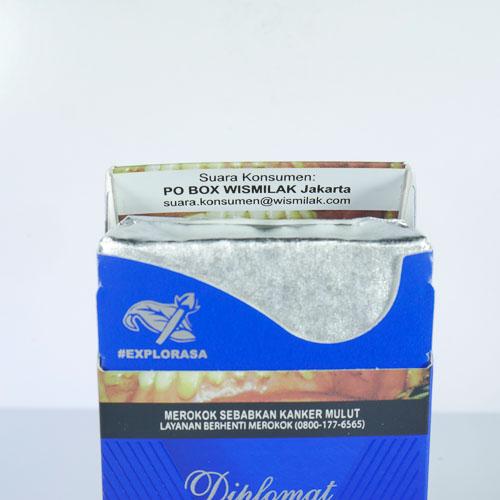 Suara Konsumen:
PO BOX WISMILAK Jakarta
suara.konsumen@wismilak.com
#EXPLORASA
MEROKOK SEBABKAN KANKER MULUT
LAYANAN BERHENTI MEROKOK (0800-177-6565)
Diplomat